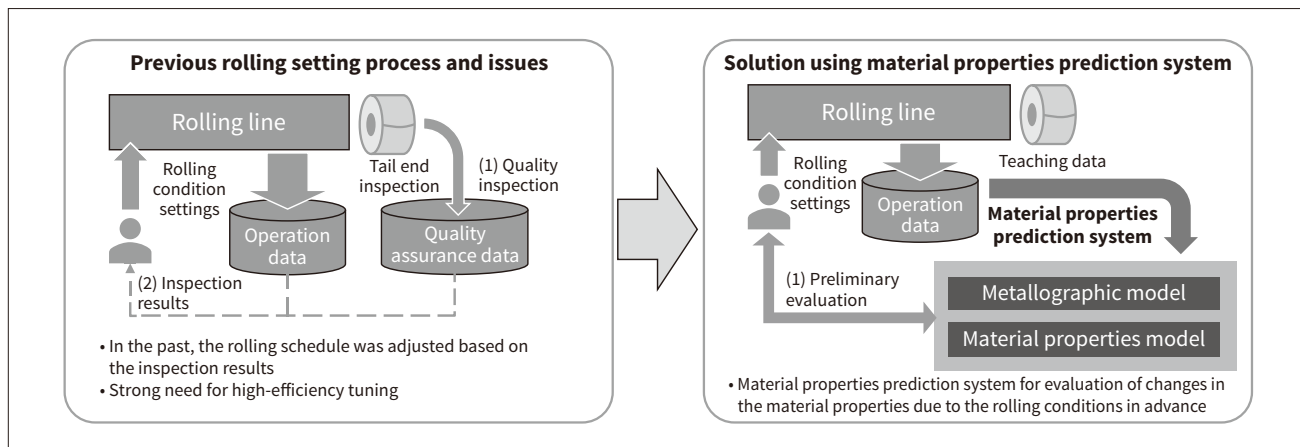 Previous rolling setting process and issues
Rolling line
Rolling
condition
settings
Tail end
inspection
(1) Quality
inspection
Operation
data
Quality
assurance data
(2) Inspection
results
• In the past, the rolling schedule was adjusted based on
the inspection results
• Strong need for high-efficiency tuning
Solution using material properties prediction system
Rolling line
Rolling
condition
settings
Teaching data
Operation
data
Material properties
prediction system
(1) Preliminary
evaluation
Metallographic model
Material properties model
• Material properties prediction system for evaluation of changes in
the material properties due to the rolling conditions in advance